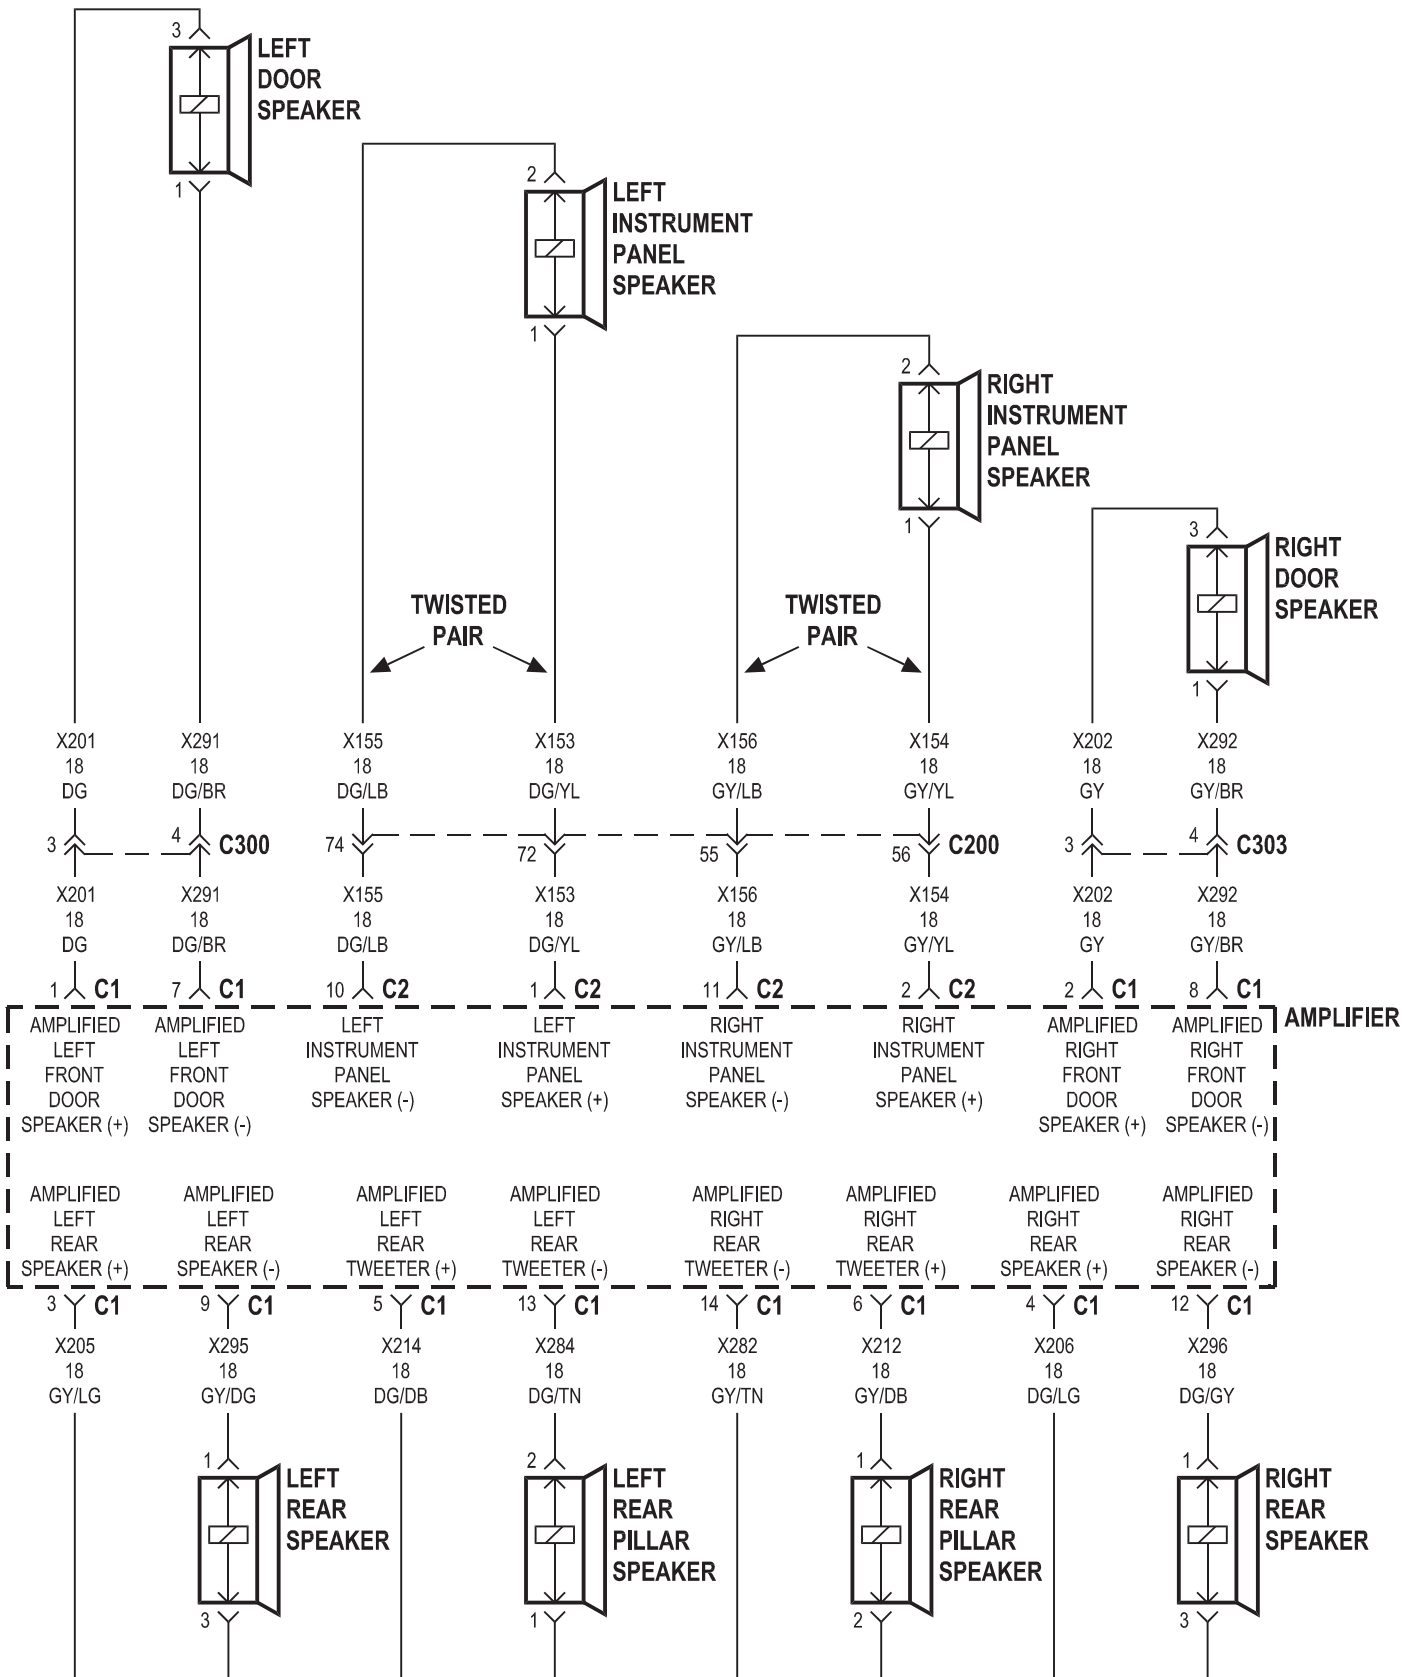 3
LEFT
DOOR
SPEAKER
1
2
LEFT
INSTRUMENT
PANEL
SPEAKER
1
2
RIGHT
INSTRUMENT
PANEL
SPEAKER
1
3
RIGHT
DOOR
SPEAKER
1
TWISTED
PAIR
TWISTED
PAIR
X201 X291 X155 X153 X156 X154 X202 X292
18 18 18 18 18 18 18 18
DG DG/BR DG/LB DG/YL GY/LB GY/YL GY GY/BR
3 4 C300 74 72 55 56 C200 3 4 C303
X201 X291 X155 X153 X156 X154 X202 X292
18 18 18 18 18 18 18 18
DG DG/BR DG/LB DG/YL GY/LB GY/YL GY GY/BR
1 C1 7 C1 10 C2 1 C2 11 C2 2 C2 2 C1 8 C1
AMPLIFIER
AMPLIFIED AMPLIFIED LEFT LEFT RIGHT RIGHT AMPLIFIED AMPLIFIED
LEFT LEFT INSTRUMENT INSTRUMENT INSTRUMENT INSTRUMENT RIGHT RIGHT
FRONT FRONT PANEL PANEL PANEL PANEL FRONT FRONT
DOOR DOOR SPEAKER (-) SPEAKER (+) SPEAKER (-) SPEAKER (+) DOOR DOOR
SPEAKER (+) SPEAKER (-) SPEAKER (+) SPEAKER (-)
AMPLIFIED AMPLIFIED AMPLIFIED AMPLIFIED AMPLIFIED AMPLIFIED AMPLIFIED AMPLIFIED
LEFT LEFT LEFT LEFT RIGHT RIGHT RIGHT RIGHT
REAR REAR REAR REAR REAR REAR REAR REAR
SPEAKER (+) SPEAKER (-) TWEETER (+) TWEETER (-) TWEETER (-) TWEETER (+) SPEAKER (+) SPEAKER (-)
3 C1 9 C1 5 C1 13 C1 14 C1 6 C1 4 C1 12 C1
X205 X295 X214 X284 X282 X212 X206 X296
18 18 18 18 18 18 18 18
GY/LG GY/DG DG/DB DG/TN GY/TN GY/DB DG/LG DG/GY
1 2 1 1
LEFT LEFT RIGHT RIGHT
REAR REAR REAR REAR
SPEAKER PILLAR PILLAR SPEAKER
SPEAKER SPEAKER
3 1 2 3